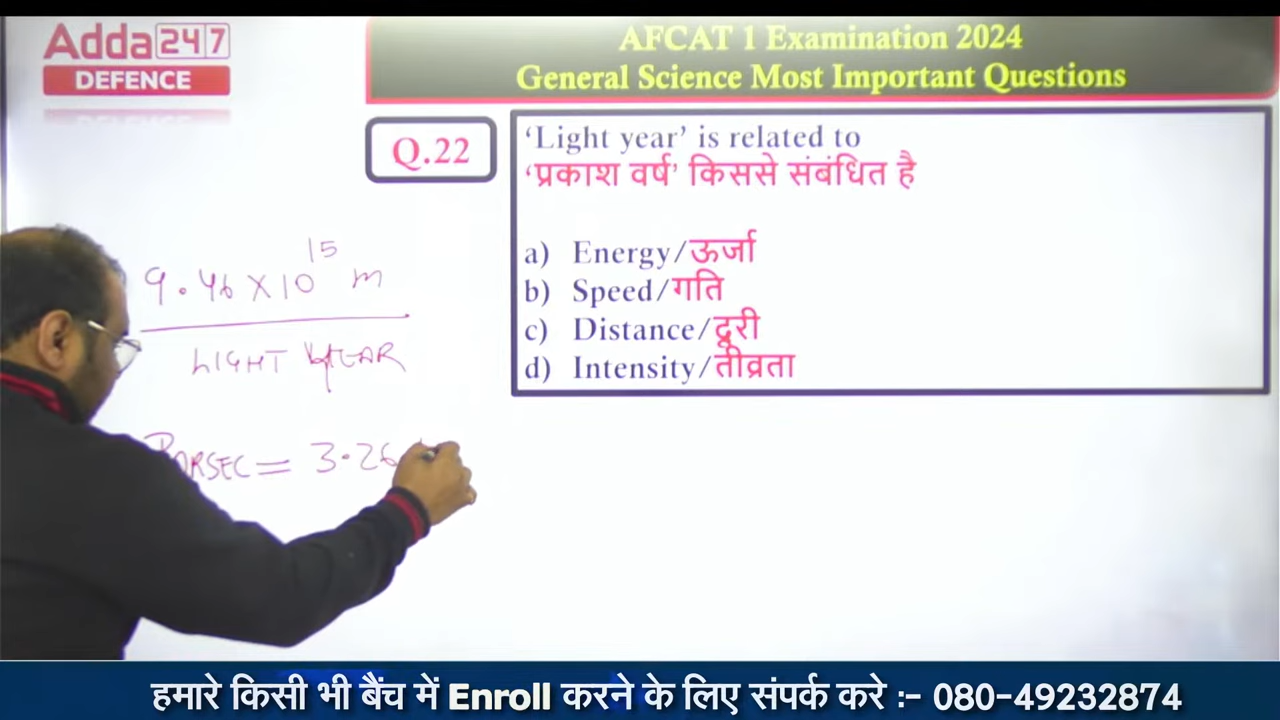 Adda247
DEFENCE
AFCAT 1 Examination 2024
General Science Most Important Questions
Q.22
‘Light year’ is related to
‘प्रकाश वर्ष’ किससे संबंधित है
a) Energy/ऊर्जा
b) Speed/गति
c) Distance/दूरी
d) Intensity/तीव्रता
9.46 X 10^15 m
LIGHT YEAR
PARSEC = 3.26
हमारे किसी भी बैंच में Enroll करने के लिए संपर्क करे :- 080-49232874